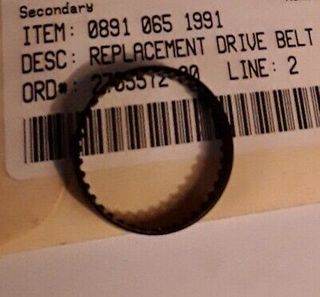 Secondary
ITEM: 0891 065 1991
DESC: REPLACEMENT DRIVE BELT
ORD#: LINE: 2